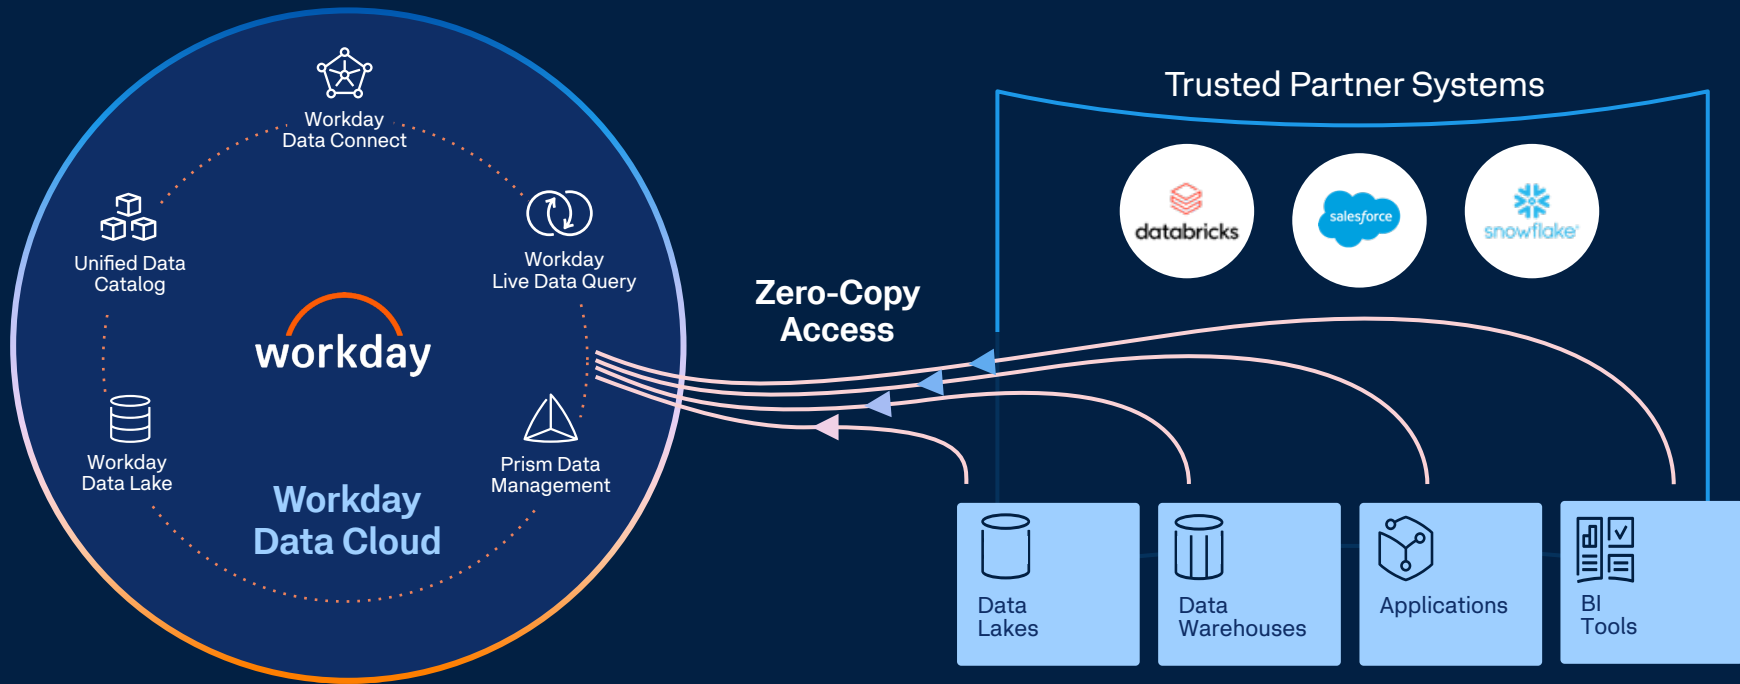 Workday
Data Connect
Unified Data
Catalog
Workday
Live Data Query
workday
Workday
Data Lake
Prism Data
Management
Workday
Data Cloud
Zero-Copy
Access
Trusted Partner Systems
databricks
salesforce
snowflake
Data
Lakes
Data
Warehouses
Applications
BI
Tools